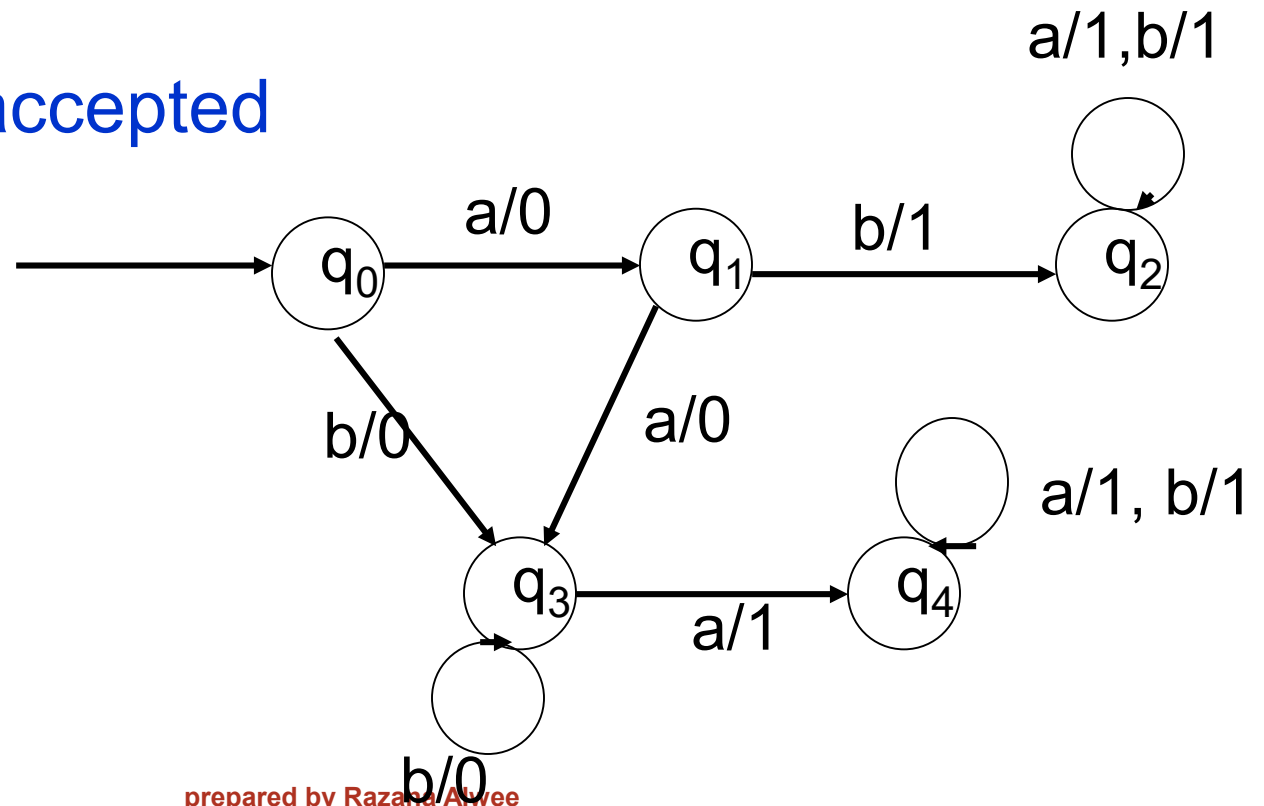 a/1,b/1
accepted
a/0
b/1
q0
q1
q2
b/0
a/0
a/1, b/1
q3
q4
a/1
b/0
prepared by Razana Alwee